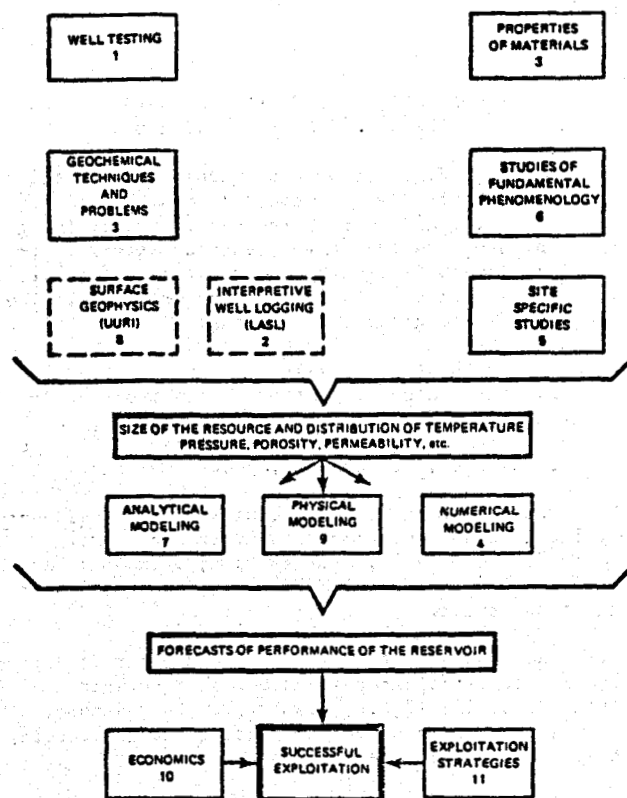 WELL TESTING
1
PROPERTIES
OF MATERIALS
3
GEOCHEMICAL
TECHNIQUES
AND
PROBLEMS
3
STUDIES OF
FUNDAMENTAL
PHENOMENOLOGY
6
SURFACE
GEOPHYSICS
(UURI)
8
INTERPRETIVE
WELL LOGGING
(LASL)
2
SITE
SPECIFIC
STUDIES
5
SIZE OF THE RESOURCE AND DISTRIBUTION OF TEMPERATURE
PRESSURE, POROSITY, PERMEABILITY, etc.
ANALYTICAL
MODELING
7
PHYSICAL
MODELING
9
NUMERICAL
MODELING
4
FORECASTS OF PERFORMANCE OF THE RESERVOIR
ECONOMICS
10
SUCCESSFUL
EXPLOITATION
EXPLOITATION
STRATEGIES
11